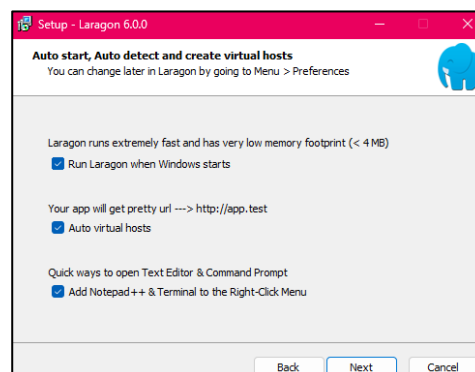 Setup - Laragon 6.0.0
Auto start, Auto detect and create virtual hosts
You can change later in Laragon by going to Menu > Preferences
Laragon runs extremely fast and has very low memory footprint (< 4 MB)
Run Laragon when Windows starts
Your app will get pretty url ---> http://app.test
Auto virtual hosts
Quick ways to open Text Editor & Command Prompt
Add Notepad++ & Terminal to the Right-Click Menu
Back Next Cancel